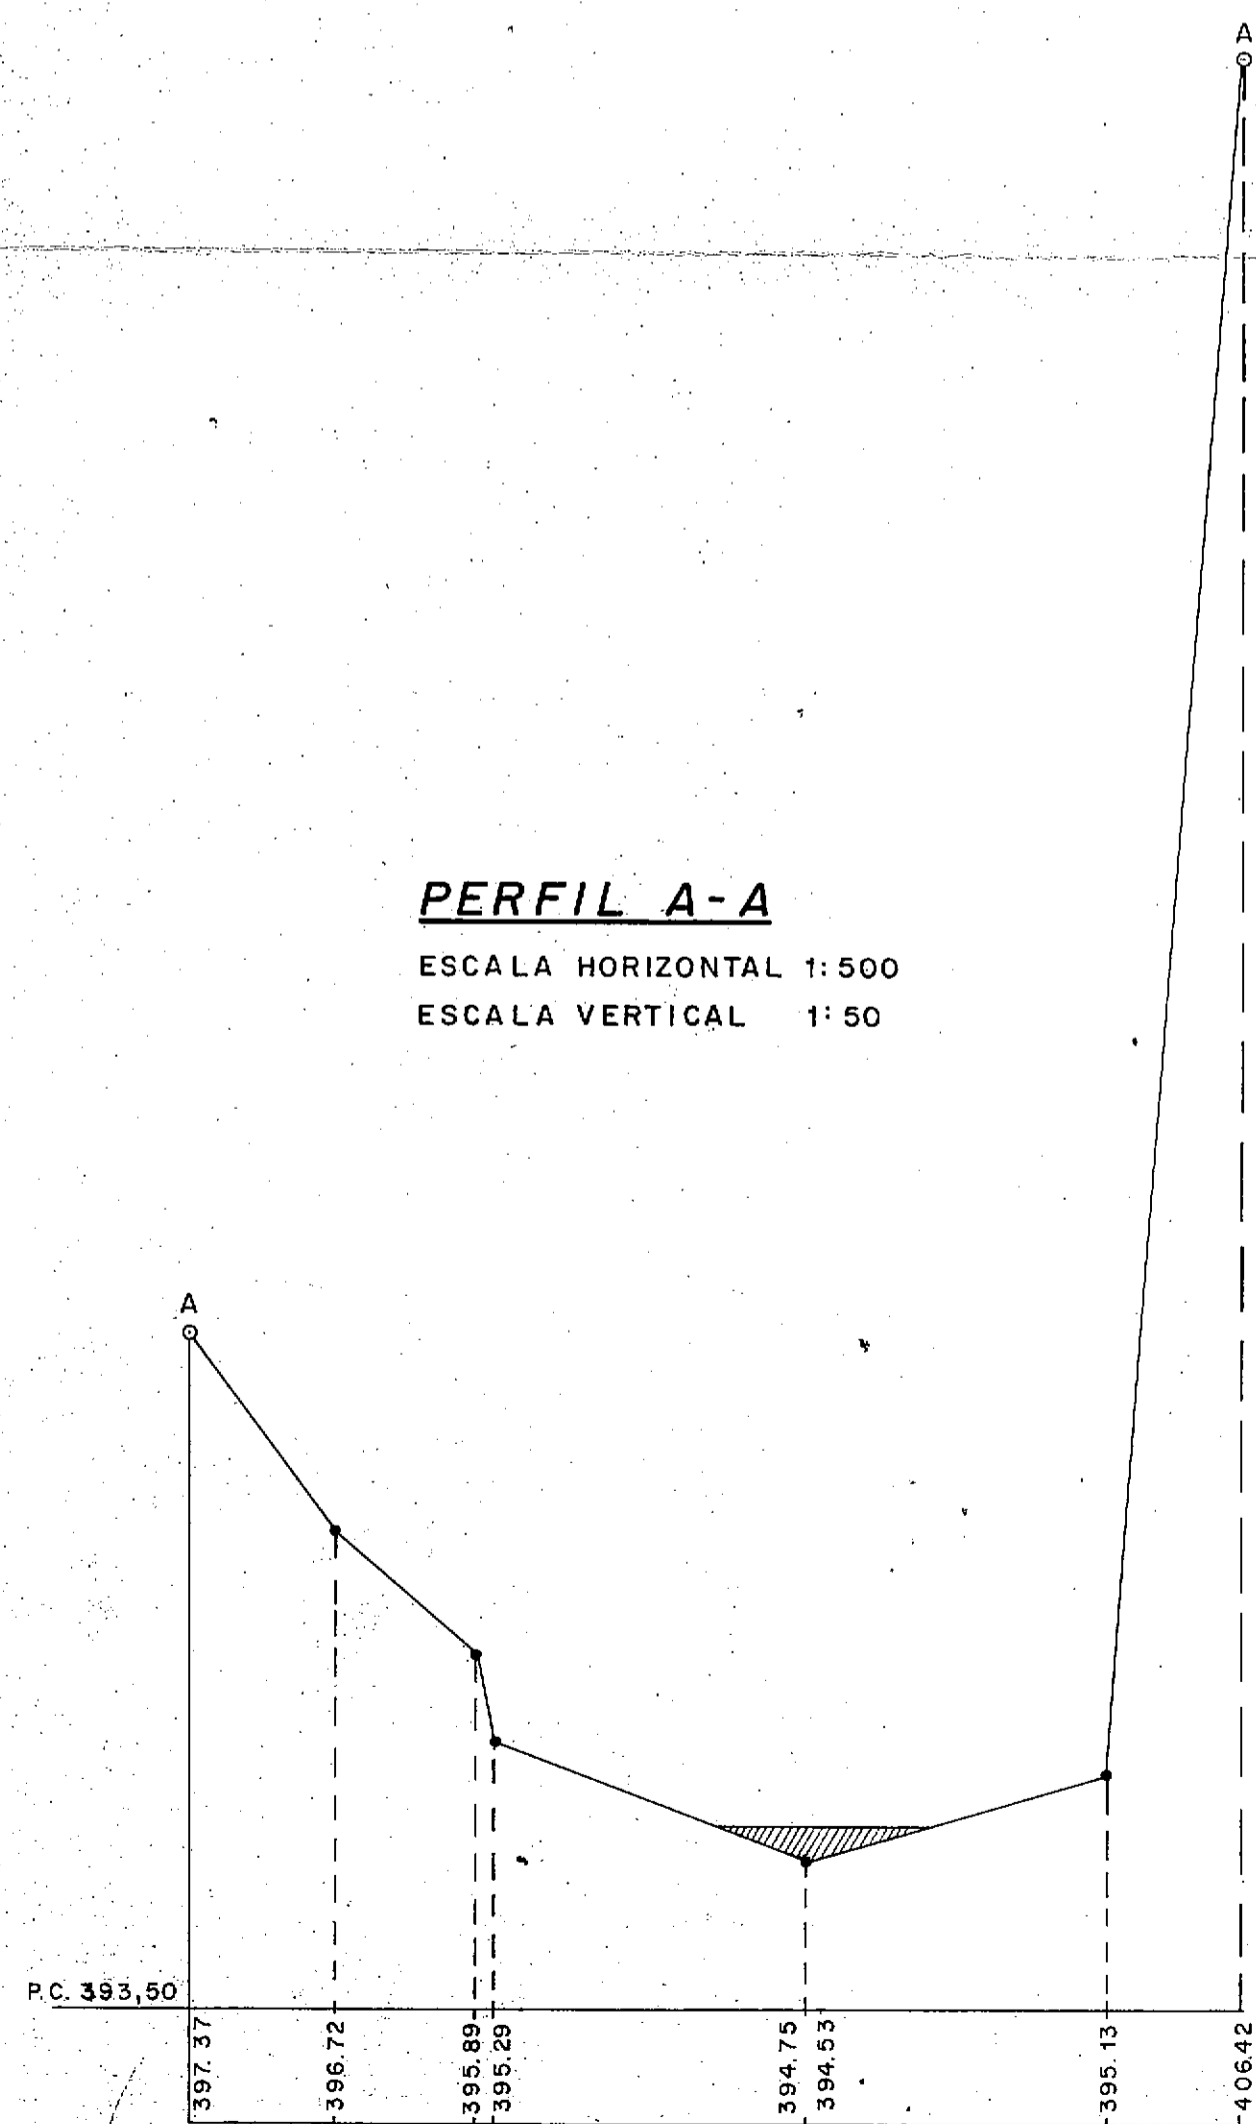 A
PERFIL A-A
ESCALA HORIZONTAL 1:500
ESCALA VERTICAL 1:50
A
P.C. 393,50
397.37
396.72
395.89
395.29
394.75
394.53
395.13
406.42